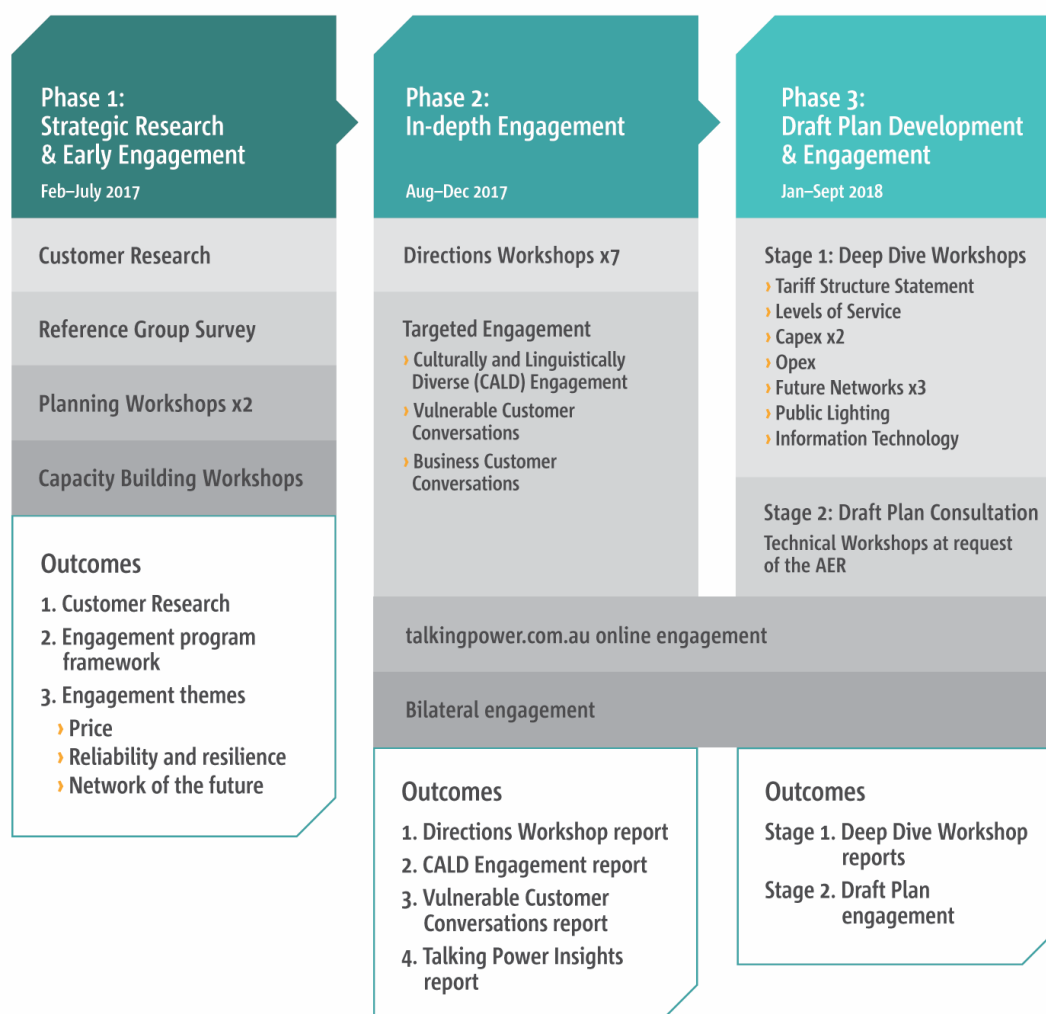 Phase 1:
Strategic Research
& Early Engagement
Feb–July 2017
Customer Research
Reference Group Survey
Planning Workshops x2
Capacity Building Workshops
Outcomes
1. Customer Research
2. Engagement program
framework
3. Engagement themes
› Price
› Reliability and resilience
› Network of the future
Phase 2:
In-depth Engagement
Aug–Dec 2017
Directions Workshops x7
Targeted Engagement
› Culturally and Linguistically
Diverse (CALD) Engagement
› Vulnerable Customer
Conversations
› Business Customer
Conversations
Phase 3:
Draft Plan Development
& Engagement
Jan–Sept 2018
Stage 1: Deep Dive Workshops
› Tariff Structure Statement
› Levels of Service
› Capex x2
› Opex
› Future Networks x3
› Public Lighting
› Information Technology
Stage 2: Draft Plan Consultation
Technical Workshops at request
of the AER
talkingpower.com.au online engagement
Bilateral engagement
Outcomes
1. Directions Workshop report
2. CALD Engagement report
3. Vulnerable Customer
Conversations report
4. Talking Power Insights
report
Outcomes
Stage 1. Deep Dive Workshop
reports
Stage 2. Draft Plan
engagement